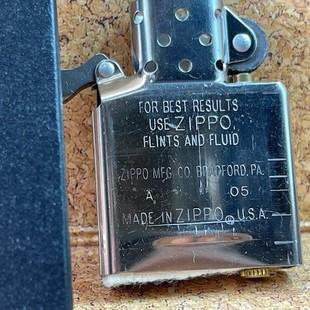 FOR BEST RESULTS
USE ZIPPO
FLINTS AND FLUID
ZIPPO MFG. CO. BRADFORD, PA.
A 05
MADE IN ZIPPO® U.S.A.